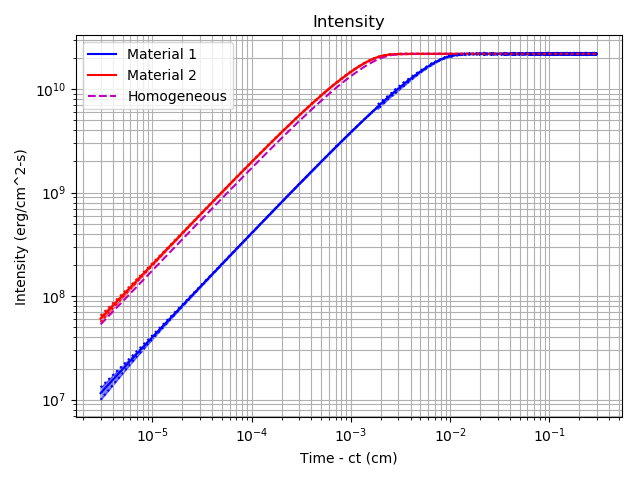 Intensity
Material 1
Material 2
Homogeneous
10^10
10^9
10^8
10^7
Intensity (erg/cm^2-s)
10^-5
10^-4
10^-3
10^-2
10^-1
Time - ct (cm)